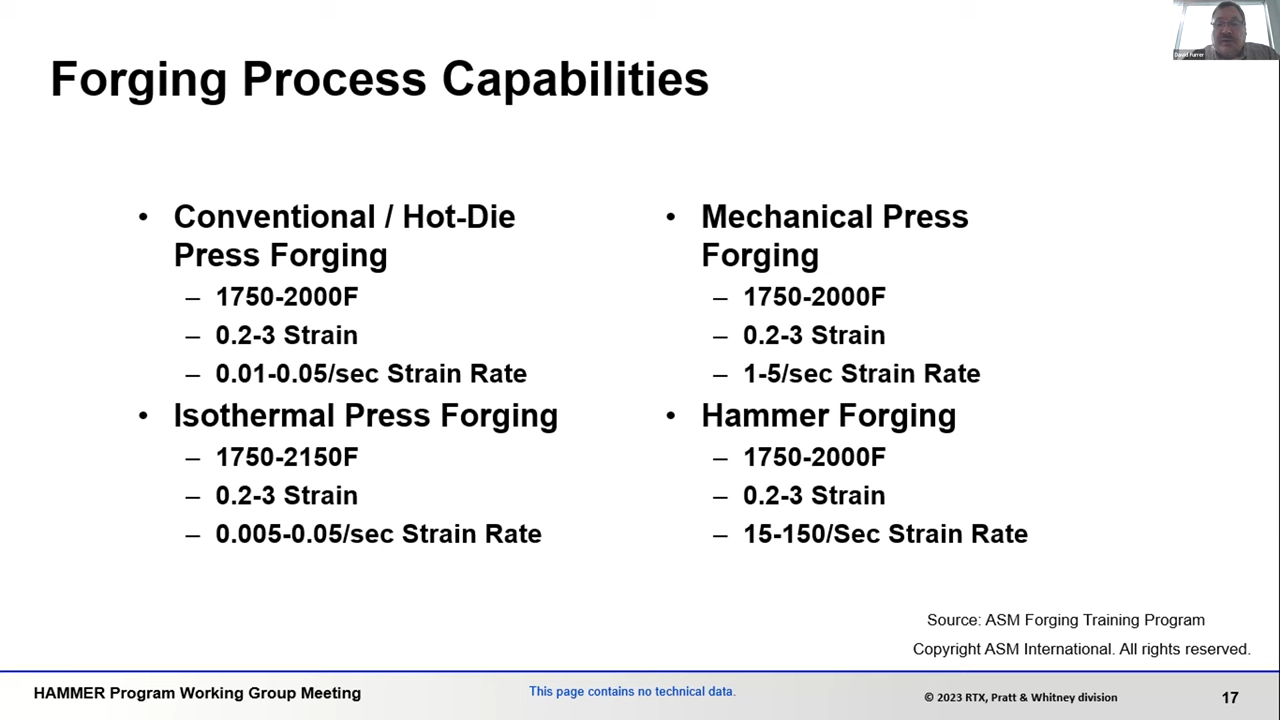 David Furrer
Forging Process Capabilities
• Conventional / Hot-Die
Press Forging
– 1750-2000F
– 0.2-3 Strain
– 0.01-0.05/sec Strain Rate
• Isothermal Press Forging
– 1750-2150F
– 0.2-3 Strain
– 0.005-0.05/sec Strain Rate
• Mechanical Press
Forging
– 1750-2000F
– 0.2-3 Strain
– 1-5/sec Strain Rate
• Hammer Forging
– 1750-2000F
– 0.2-3 Strain
– 15-150/Sec Strain Rate
Source: ASM Forging Training Program
Copyright ASM International. All rights reserved.
HAMMER Program Working Group Meeting
This page contains no technical data.
© 2023 RTX, Pratt & Whitney division
17